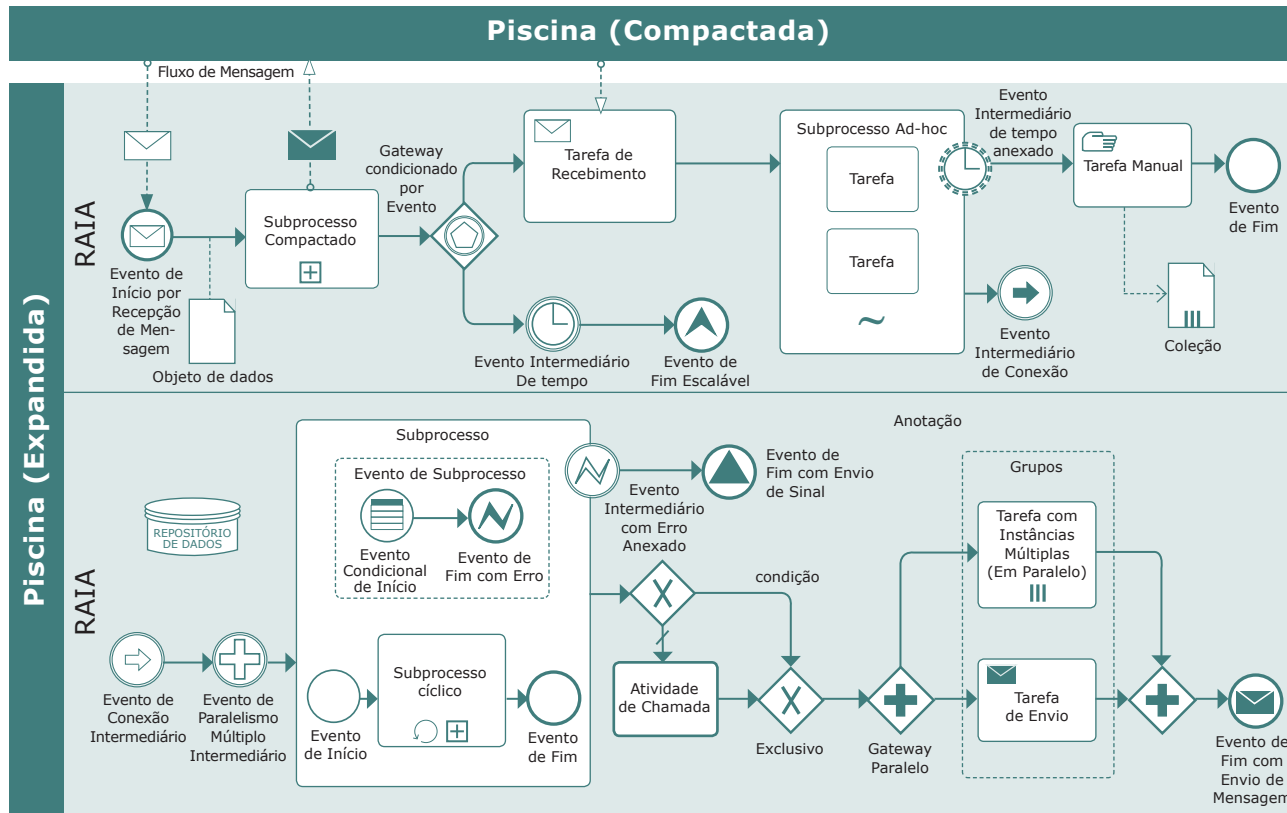 Piscina (Compactada)
Piscina (Expandida)
RAIA
Fluxo de Mensagem
Evento de
Início por
Recepção
de Men-
sagem
Objeto de dados
Subprocesso
Compactado
Gateway
condicionado
por
Evento
Tarefa de
Recebimento
Evento Intermediário
De tempo
Evento de
Fim Escalável
Subprocesso Ad-hoc
Tarefa
Tarefa
~
Evento
Intermediário
de tempo
anexado
Tarefa Manual
Evento
de Fim
Evento
Intermediário
de Conexão
Coleção
RAIA
REPOSITÓRIO
DE DADOS
Evento de
Conexão
Intermediário
Evento de
Paralelismo
Múltiplo
Intermediário
Subprocesso
Evento de Subprocesso
Evento
Condicional
de Início
Evento de
Fim com Erro
Evento
de Início
Subprocesso
cíclico
Evento
de Fim
Evento
Intermediário
com Erro
Anexado
Evento de
Fim com Envio
de Sinal
condição
Atividade
de Chamada
Exclusivo
Gateway
Paralelo
Anotação
Grupos
Tarefa com
Instâncias
Múltiplas
(Em Paralelo)
Tarefa
de Envio
Evento de
Fim com
Envio de
Mensagem